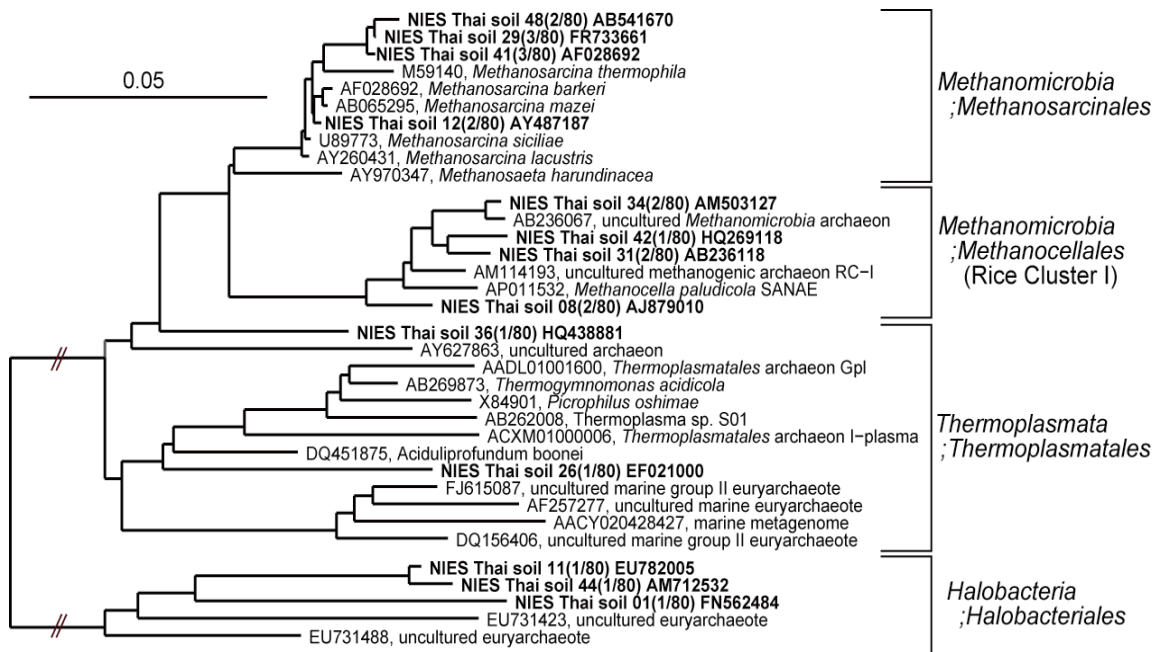 NIES Thai soil 48(2/80) AB541670
NIES Thai soil 29(3/80) FR733661
NIES Thai soil 41(3/80) AF028692
M59140, Methanosarcina thermophila
AF028692, Methanosarcina barkeri
AB065295, Methanosarcina mazei
NIES Thai soil 12(2/80) AY487187
U89773, Methanosarcina siciliae
AY260431, Methanosarcina lacustris
AY970347, Methanosaeta harundinacea
0.05
Methanomicrobia
;Methanosarcinales
NIES Thai soil 34(2/80) AM503127
AB236067, uncultured Methanomicrobia archaeon
NIES Thai soil 42(1/80) HQ269118
NIES Thai soil 31(2/80) AB236118
AM114193, uncultured methanogenic archaeon RC−I
AP011532, Methanocella paludicola SANAE
NIES Thai soil 08(2/80) AJ879010
Methanomicrobia
;Methanocellales
(Rice Cluster I)
NIES Thai soil 36(1/80) HQ438881
AY627863, uncultured archaeon
AADL01001600, Thermoplasmatales archaeon Gpl
AB269873, Thermogymnomonas acidicola
X84901, Picrophilus oshimae
AB262008, Thermoplasma sp. S01
ACXM01000006, Thermoplasmatales archaeon I−plasma
DQ451875, Aciduliprofundum boonei
NIES Thai soil 26(1/80) EF021000
FJ615087, uncultured marine group II euryarchaeote
AF257277, uncultured marine euryarchaeote
AACY020428427, marine metagenome
DQ156406, uncultured marine group II euryarchaeote
Thermoplasmata
;Thermoplasmatales
NIES Thai soil 11(1/80) EU782005
NIES Thai soil 44(1/80) AM712532
NIES Thai soil 01(1/80) FN562484
EU731423, uncultured euryarchaeote
EU731488, uncultured euryarchaeote
Halobacteria
;Halobacteriales